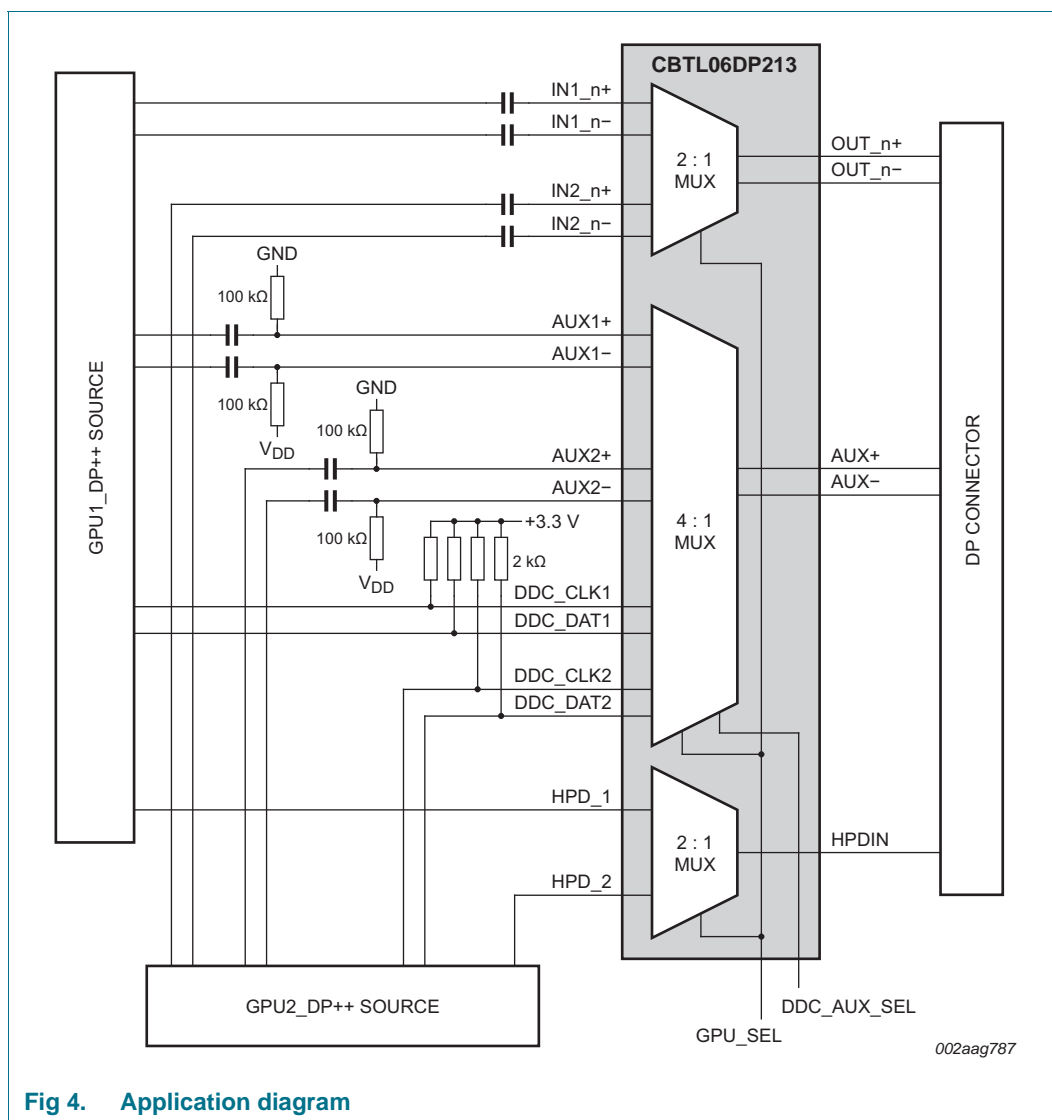 CBTL06DP213
IN1_n+
IN1_n−
2 : 1
MUX
OUT_n+
OUT_n−
IN2_n+
IN2_n−
GND
100 kΩ
AUX1+
AUX1−
100 kΩ
VDD
GND
100 kΩ
AUX2+
AUX2−
100 kΩ
VDD
+3.3 V
2 kΩ
4 : 1
MUX
AUX+
AUX−
DDC_CLK1
DDC_DAT1
DDC_CLK2
DDC_DAT2
HPD_1
2 : 1
MUX
HPDIN
HPD_2
GPU1_DP++ SOURCE
DP CONNECTOR
GPU2_DP++ SOURCE
DDC_AUX_SEL
GPU_SEL
002aag787
Fig 4. Application diagram